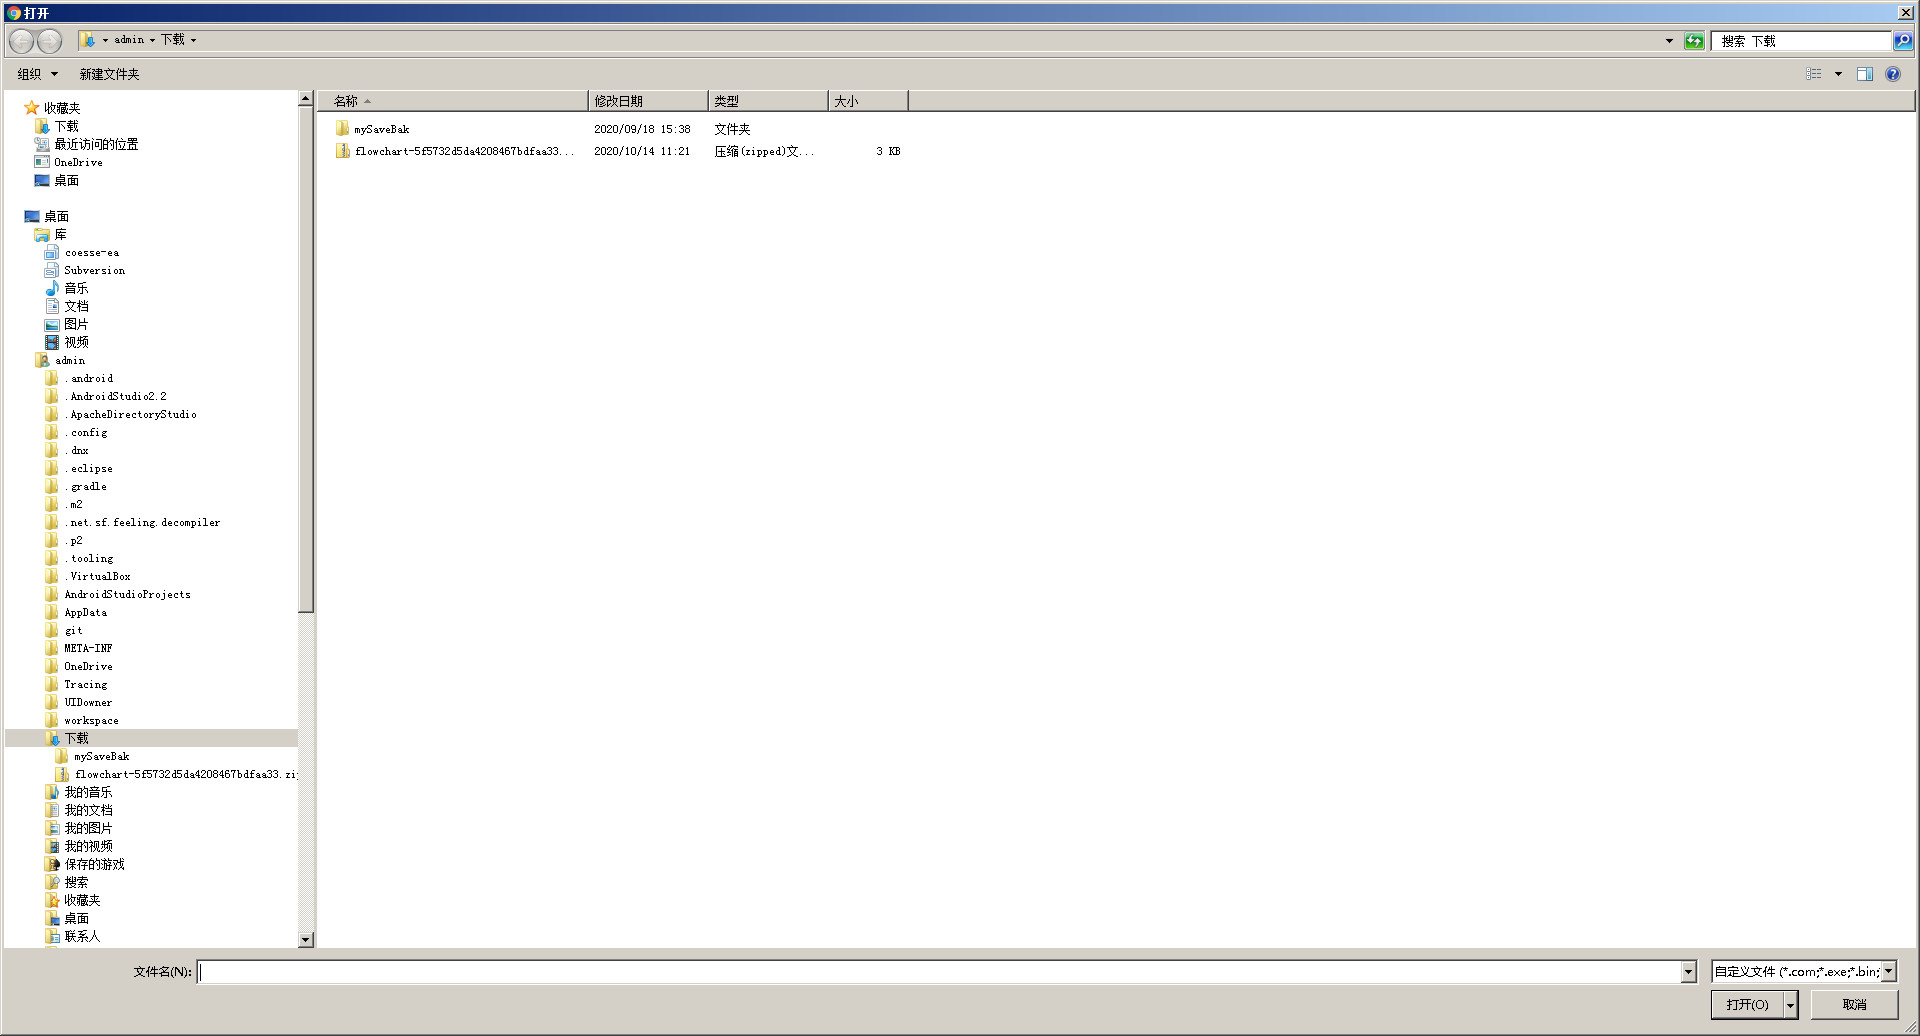 打开
admin 下载
搜索 下载
组织 新建文件夹
收藏夹
下载
最近访问的位置
OneDrive
桌面
桌面
库
coesse-ea
Subversion
音乐
文档
图片
视频
admin
.android
.AndroidStudio2.2
.ApacheDirectoryStudio
.config
.dnx
.eclipse
.gradle
.m2
.net.sf.feeling.decompiler
.p2
.tooling
.VirtualBox
AndroidStudioProjects
AppData
git
META-INF
OneDrive
Tracing
UIDowner
workspace
下载
mySaveBak
flowchart-5f5732d5da4208467bdfaa33.zi
我的音乐
我的文档
我的图片
我的视频
保存的游戏
搜索
收藏夹
桌面
联系人
名称 修改日期 类型 大小
mySaveBak 2020/09/18 15:38 文件夹
flowchart-5f5732d5da4208467bdfaa33... 2020/10/14 11:21 压缩(zipped)文... 3 KB
文件名(N):
自定义文件 (*.com;*.exe;*.bin;
打开(O) 取消